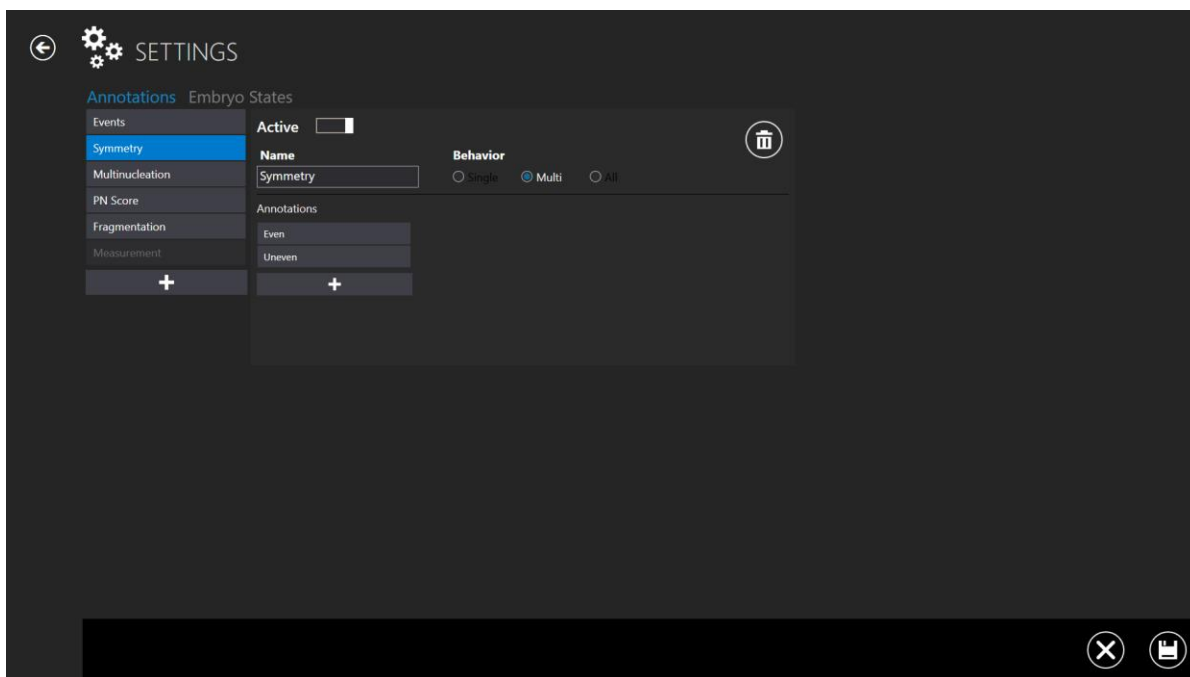 SETTINGS
Annotations Embryo States
Events
Symmetry
Multinucleation
PN Score
Fragmentation
Measurement
Active
Name
Behavior
Symmetry
Single
Multi
All
Annotations
Even
Uneven